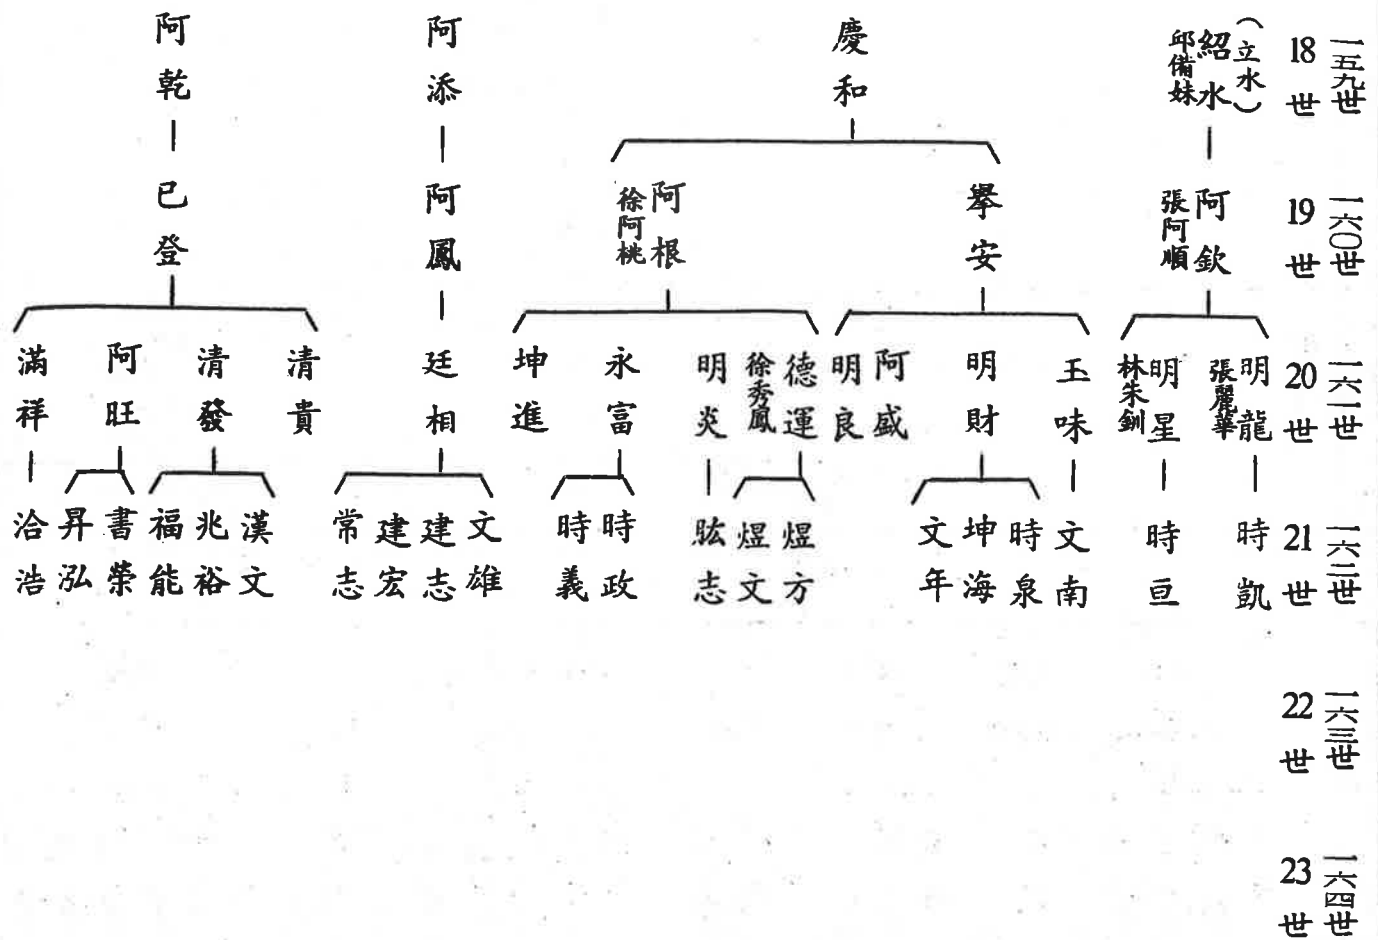 一五九世
18世
(立水)
紹水
邱備妹
慶和
阿添
阿乾
一六〇世
19世
阿欽
張阿順
舉安
阿根
徐阿桃
阿鳳
已登
一六一世
20世
明龍
張麗華
明星
林朱釧
玉味
明財
阿盛
明良
德運
徐秀鳳
明炎
永富
坤進
廷相
清貴
清發
阿旺
滿祥
一六二世
21世
時凱
時亘
文南
時泉
坤海
文年
煜方
煜文
肱志
時政
時義
文雄
建志
建宏
常志
漢文
兆裕
福能
書榮
昇泓
洽浩
一六三世
22世
一六四世
23世